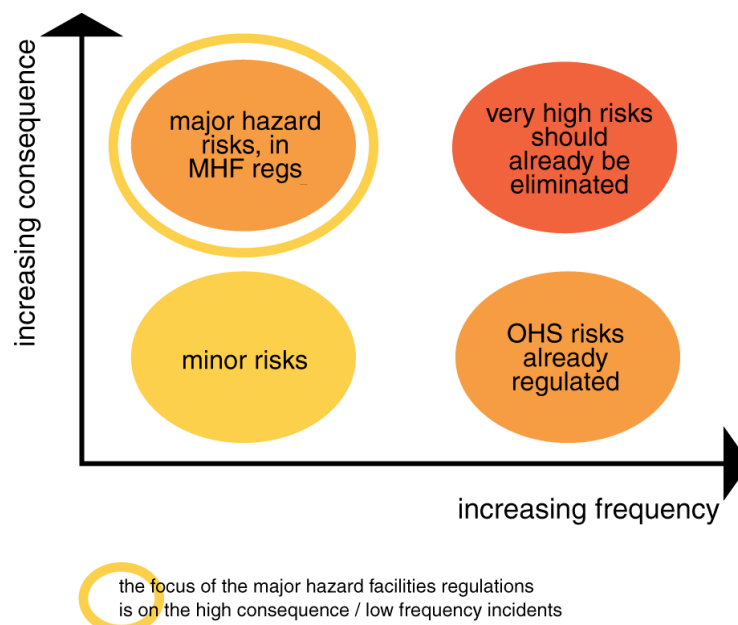 increasing consequence
major hazard
risks, in
MHF regs
very high risks
should
already be
eliminated
minor risks
OHS risks
already
regulated
increasing frequency
the focus of the major hazard facilities regulations
is on the high consequence / low frequency incidents